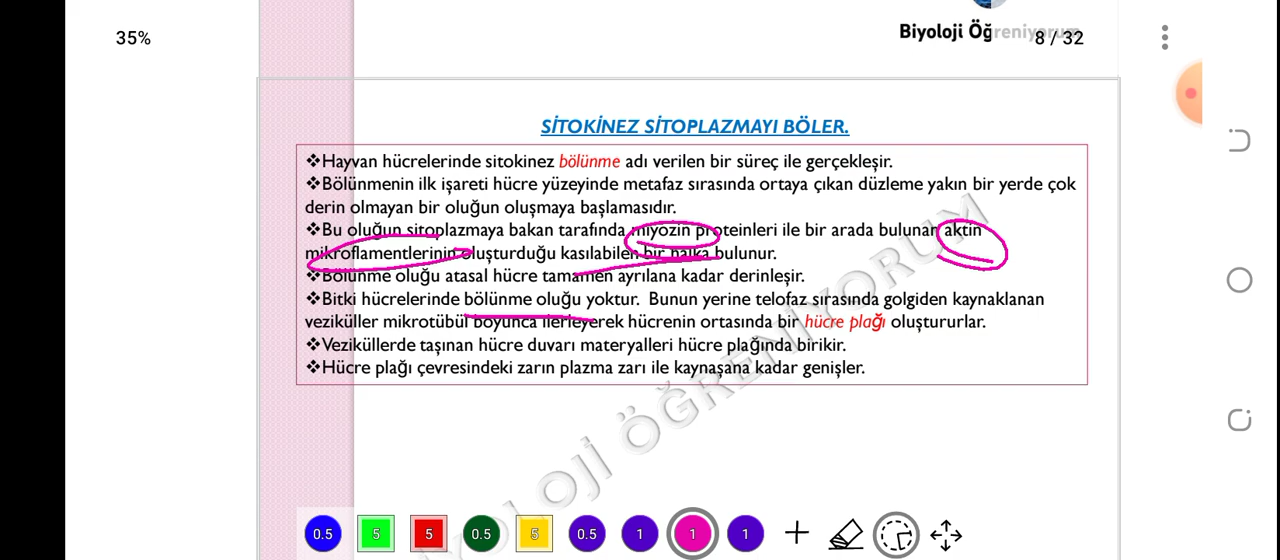 35%
Biyoloji Öğreniyorum
8 / 32
SİTOKİNEZ SİTOPLAZMAYI BÖLER.
❖Hayvan hücrelerinde sitokinez bölünme adı verilen bir süreç ile gerçekleşir.
❖Bölünmenin ilk işareti hücre yüzeyinde metafaz sırasında ortaya çıkan düzleme yakın bir yerde çok
derin olmayan bir oluğun oluşmaya başlamasıdır.
❖Bu oluğun sitoplazmaya bakan tarafında miyozin proteinleri ile bir arada bulunan aktin
mikroflamentlerinin oluşturduğu kasılabilen bir halka bulunur.
❖Bölünme oluğu atasal hücre tamamen ayrılana kadar derinleşir.
❖Bitki hücrelerinde bölünme oluğu yoktur. Bunun yerine telofaz sırasında golgiden kaynaklanan
veziküller mikrotübül boyunca ilerleyerek hücrenin ortasında bir hücre plağı oluştururlar.
❖Veziküllerde taşınan hücre duvarı materyalleri hücre plağında birikir.
❖Hücre plağı çevresindeki zarın plazma zarı ile kaynaşana kadar genişler.
OLOJİ ÖĞRENİYORUM
0.5 5 5 0.5 5 0.5 1 1 1